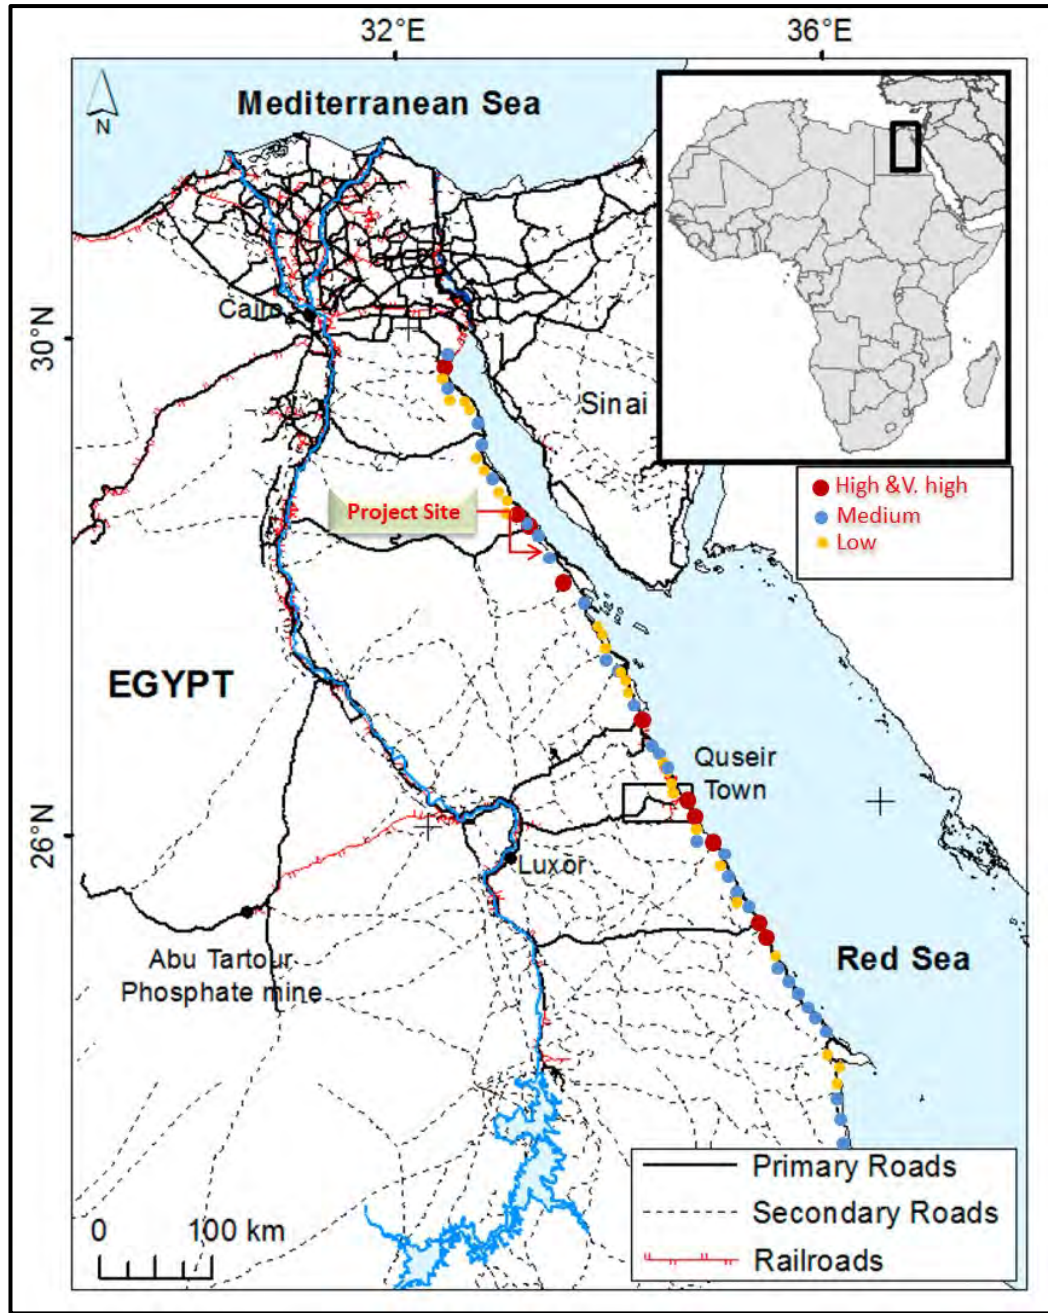 32°E
36°E
N
Mediterranean Sea
Cairo
30°N
Sinai
High &V. high
Medium
Low
Project Site
EGYPT
Quseir
Town
26°N
Luxor
Abu Tartour
Phosphate mine
Red Sea
0 100 km
Primary Roads
Secondary Roads
Railroads